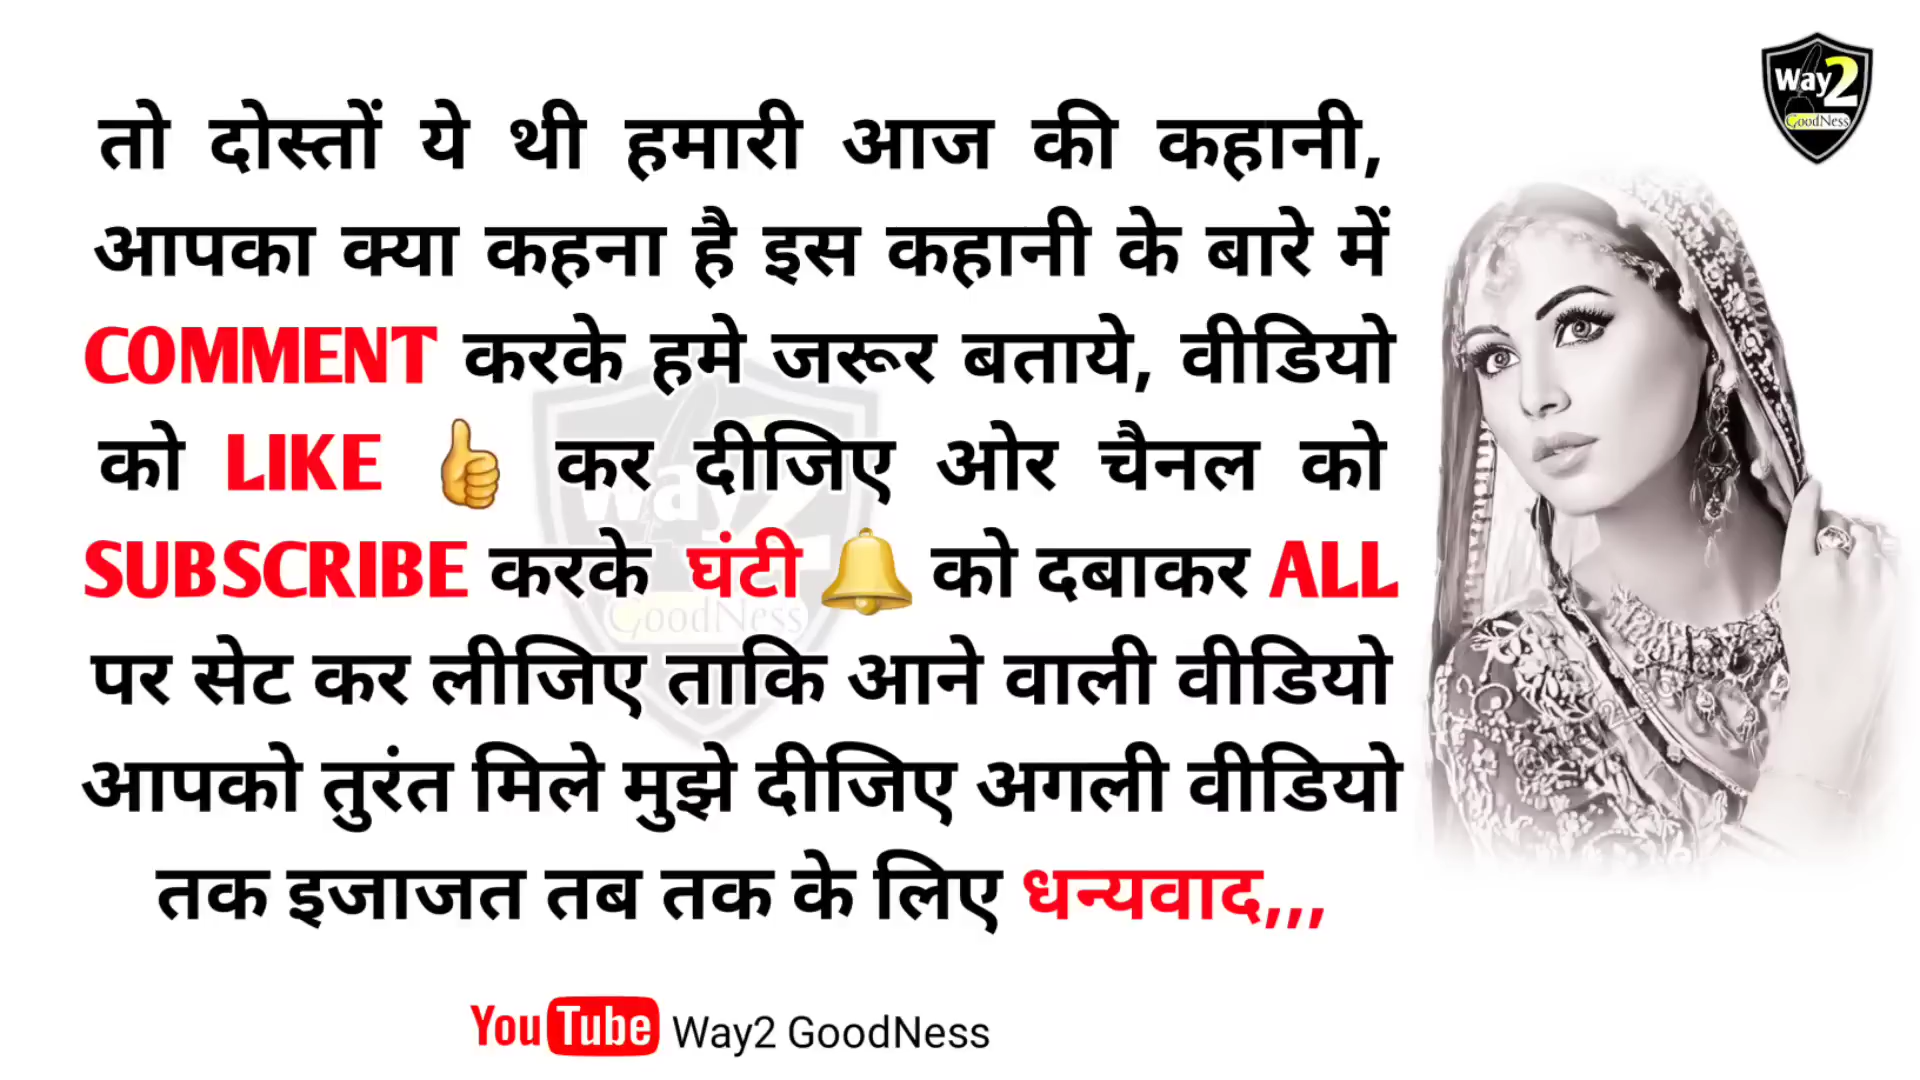 Way2
GoodNess
तो दोस्तों ये थी हमारी आज की कहानी,
आपका क्या कहना है इस कहानी के बारे में
COMMENT करके हमे जरूर बताये, वीडियो
को LIKE 👍 कर दीजिए ओर चैनल को
SUBSCRIBE करके घंटी 🔔 को दबाकर ALL
पर सेट कर लीजिए ताकि आने वाली वीडियो
आपको तुरंत मिले मुझे दीजिए अगली वीडियो
तक इजाजत तब तक के लिए धन्यवाद,,,
Way2
GoodNess
YouTube Way2 GoodNess